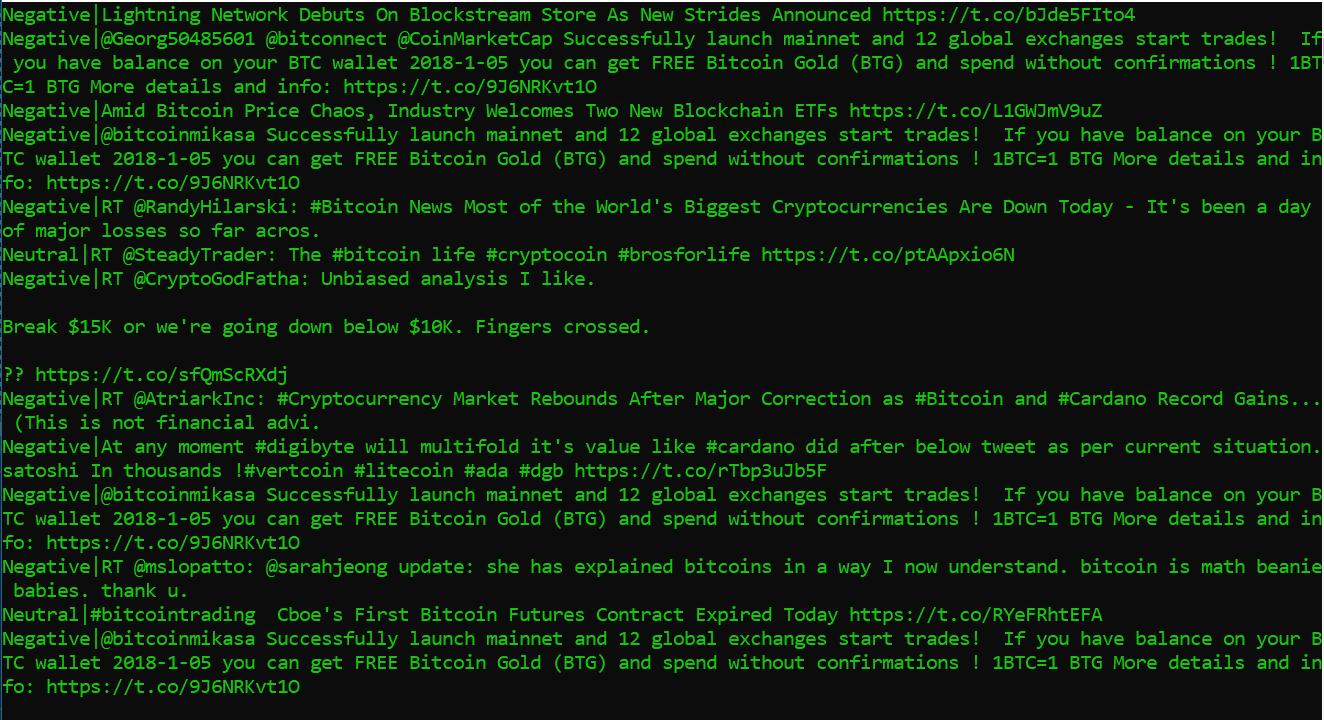 Negative|Lightning Network Debuts On Blockstream Store As New Strides Announced https://t.co/bJde5FIto4
Negative|@Georg50485601 @bitconnect @CoinMarketCap Successfully launch mainnet and 12 global exchanges start trades!  If
 you have balance on your BTC wallet 2018-1-05 you can get FREE Bitcoin Gold (BTG) and spend without confirmations ! 1BT
C=1 BTG More details and info: https://t.co/9J6NRKvt1O
Negative|Amid Bitcoin Price Chaos, Industry Welcomes Two New Blockchain ETFs https://t.co/L1GWJmV9uZ
Negative|@bitcoinmikasa Successfully launch mainnet and 12 global exchanges start trades!  If you have balance on your B
TC wallet 2018-1-05 you can get FREE Bitcoin Gold (BTG) and spend without confirmations ! 1BTC=1 BTG More details and in
fo: https://t.co/9J6NRKvt1O
Negative|RT @RandyHilarski: #Bitcoin News Most of the World's Biggest Cryptocurrencies Are Down Today - It's been a day
of major losses so far acros.
Neutral|RT @SteadyTrader: The #bitcoin life #cryptocoin #brosforlife https://t.co/ptAApxio6N
Negative|RT @CryptoGodFatha: Unbiased analysis I like.
Break $15K or we're going down below $10K. Fingers crossed.
?? https://t.co/sfQmScRXdj
Negative|RT @AtriarkInc: #Cryptocurrency Market Rebounds After Major Correction as #Bitcoin and #Cardano Record Gains...
 (This is not financial advi.
Negative|At any moment #digibyte will multifold it's value like #cardano did after below tweet as per current situation.
satoshi In thousands !#vertcoin #litecoin #ada #dgb https://t.co/rTbp3uJb5F
Negative|@bitcoinmikasa Successfully launch mainnet and 12 global exchanges start trades!  If you have balance on your B
TC wallet 2018-1-05 you can get FREE Bitcoin Gold (BTG) and spend without confirmations ! 1BTC=1 BTG More details and in
fo: https://t.co/9J6NRKvt1O
Negative|RT @mslopatto: @sarahjeong update: she has explained bitcoins in a way I now understand. bitcoin is math beanie
 babies. thank u.
Neutral|#bitcointrading  Cboe's First Bitcoin Futures Contract Expired Today https://t.co/RYeFRhtEFA
Negative|@bitcoinmikasa Successfully launch mainnet and 12 global exchanges start trades!  If you have balance on your B
TC wallet 2018-1-05 you can get FREE Bitcoin Gold (BTG) and spend without confirmations ! 1BTC=1 BTG More details and in
fo: https://t.co/9J6NRKvt1O